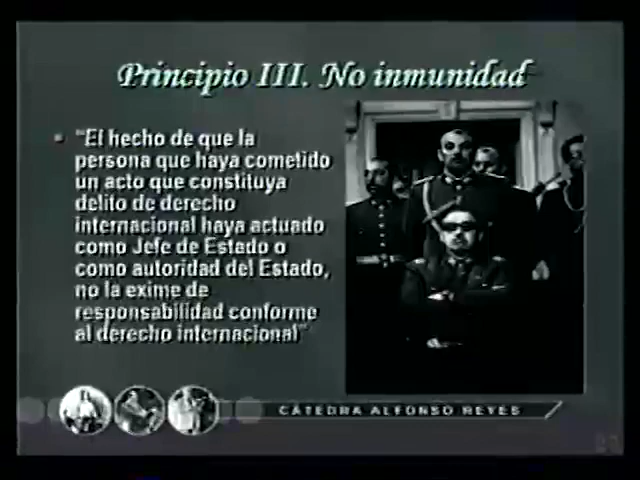 Principio III. No inmunidad
"El hecho de que la
persona que haya cometido
un acto que constituya
delito de derecho
internacional haya actuado
como Jefe de Estado o
como autoridad del Estado,
no la exime de
responsabilidad conforme
al derecho internacional"
CÁTEDRA ALFONSO REYES